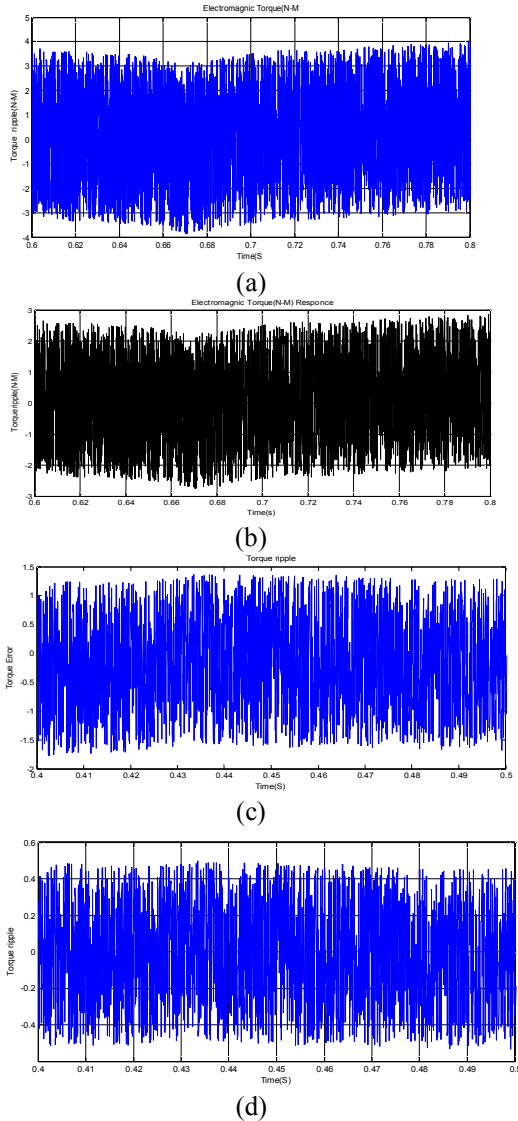 Electromagnic Torque(N-M
Torque ripple(N-M)
5
4
3
2
1
0
-1
-2
-3
-4
0.6 0.62 0.64 0.66 0.68 0.7 0.72 0.74 0.76 0.78 0.8
Time(S
(a)
Electromagnic Torque(N-M) Responce
Torque ripple(N-M)
3
2
1
0
-1
-2
-3
0.6 0.62 0.64 0.66 0.68 0.7 0.72 0.74 0.76 0.78 0.8
Time(s)
(b)
Torque ripple
Torque Error
1.5
1
0.5
0
-0.5
-1
-1.5
-2
0.4 0.41 0.42 0.43 0.44 0.45 0.46 0.47 0.48 0.49 0.5
Time(S)
(c)
Torque ripple
0.6
0.4
0.2
0
-0.2
-0.4
0.4 0.41 0.42 0.43 0.44 0.45 0.46 0.47 0.48 0.49 0.5
Time(S)
(d)